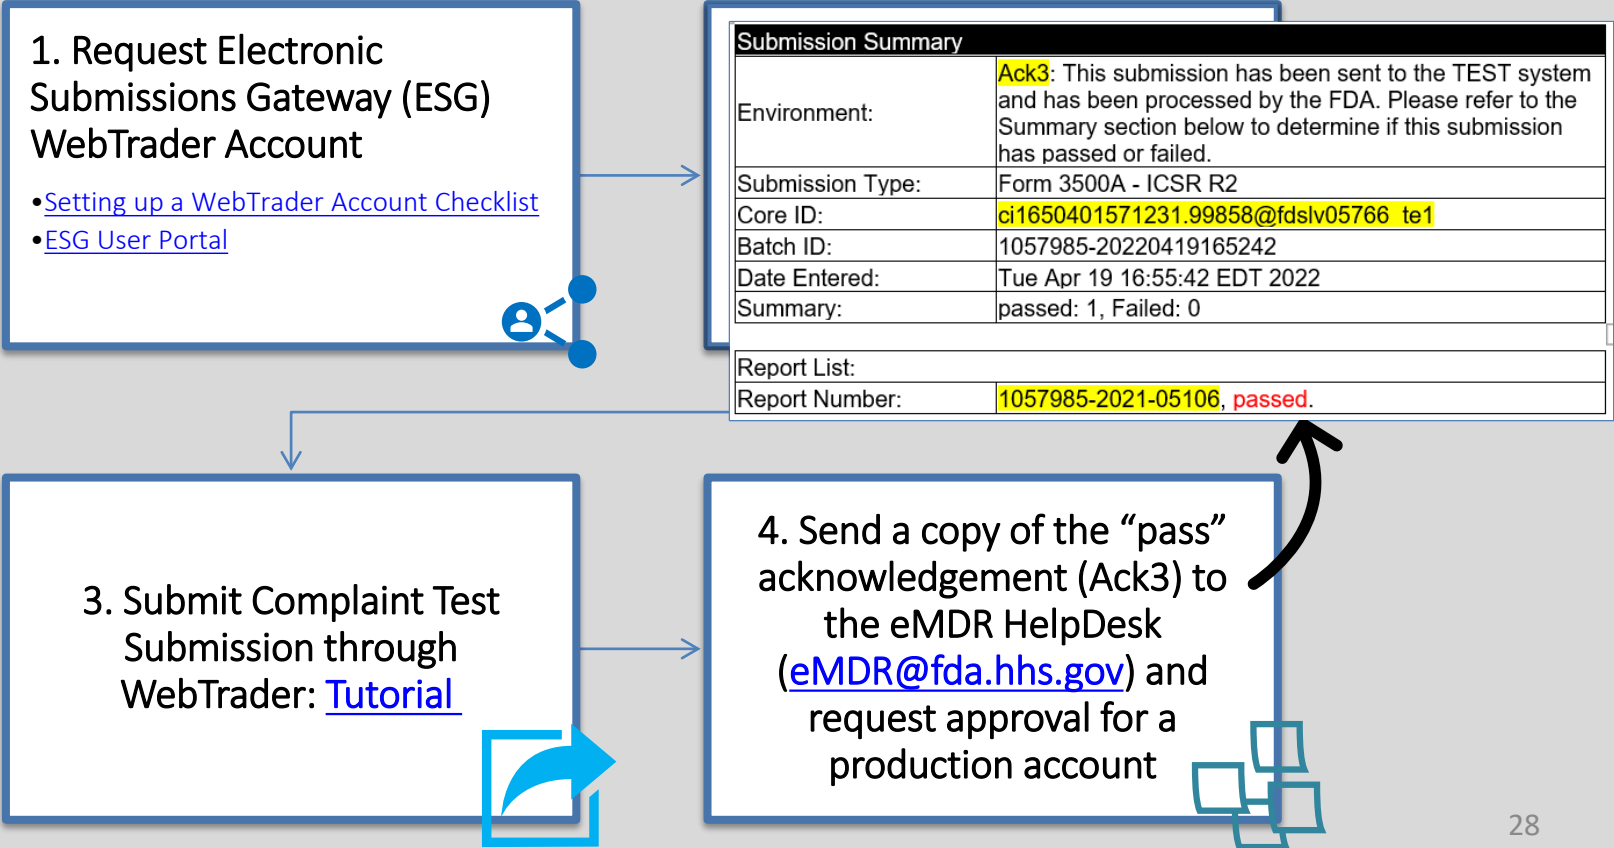 1. Request Electronic
Submissions Gateway (ESG)
WebTrader Account
•Setting up a WebTrader Account Checklist
•ESG User Portal
Submission Summary
Environment:
Ack3: This submission has been sent to the TEST system
and has been processed by the FDA. Please refer to the
Summary section below to determine if this submission
has passed or failed.
Submission Type: Form 3500A - ICSR R2
Core ID: ci1650401571231.99858@fdslv05766_te1
Batch ID: 1057985-20220419165242
Date Entered: Tue Apr 19 16:55:42 EDT 2022
Summary: passed: 1, Failed: 0
Report List:
Report Number: 1057985-2021-05106, passed.
3. Submit Complaint Test
Submission through
WebTrader: Tutorial
4. Send a copy of the “pass”
acknowledgement (Ack3) to
the eMDR HelpDesk
(eMDR@fda.hhs.gov) and
request approval for a
production account
28